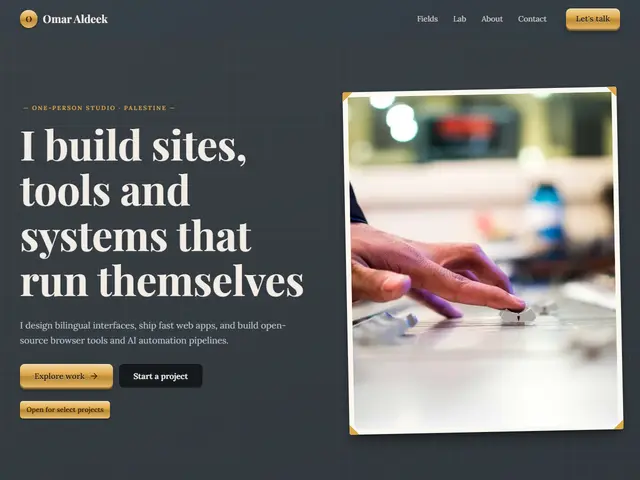 O Omar Aldeek
Fields Lab About Contact Let's talk
— ONE-PERSON STUDIO · PALESTINE —
I build sites,
tools and
systems that
run themselves
I design bilingual interfaces, ship fast web apps, and build open-
source browser tools and AI automation pipelines.
Explore work → Start a project
Open for select projects